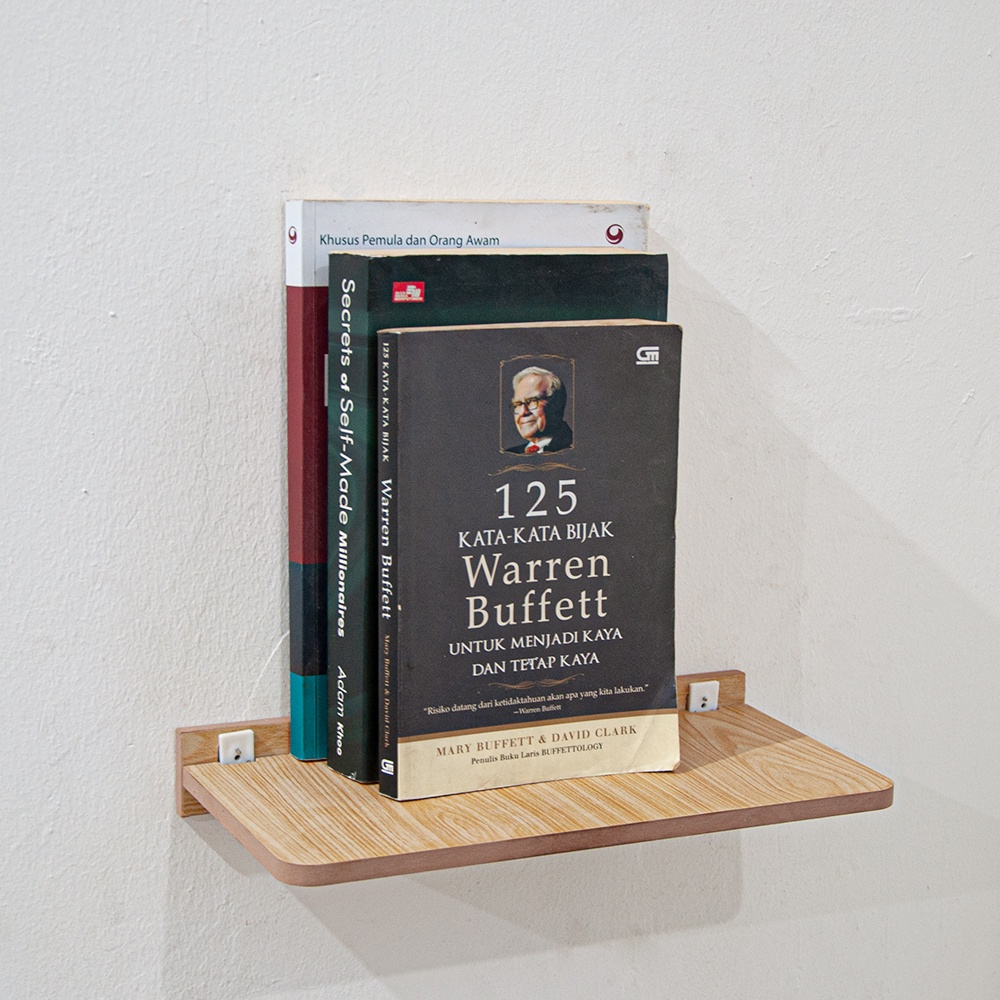 Khusus Pemula dan Orang Awam
Secrets of Self-Made Millionaires
Adam Khoo
125 KATA-KATA BIJAK Warren Buffett Mary Buffett & David Clark
GM
125
KATA-KATA BIJAK
Warren
Buffett
UNTUK MENJADI KAYA
DAN TETAP KAYA
"Risiko datang dari ketidaktahuan akan apa yang kita lakukan."
—Warren Buffett
MARY BUFFETT & DAVID CLARK
Penulis Buku Laris BUFFETTOLOGY